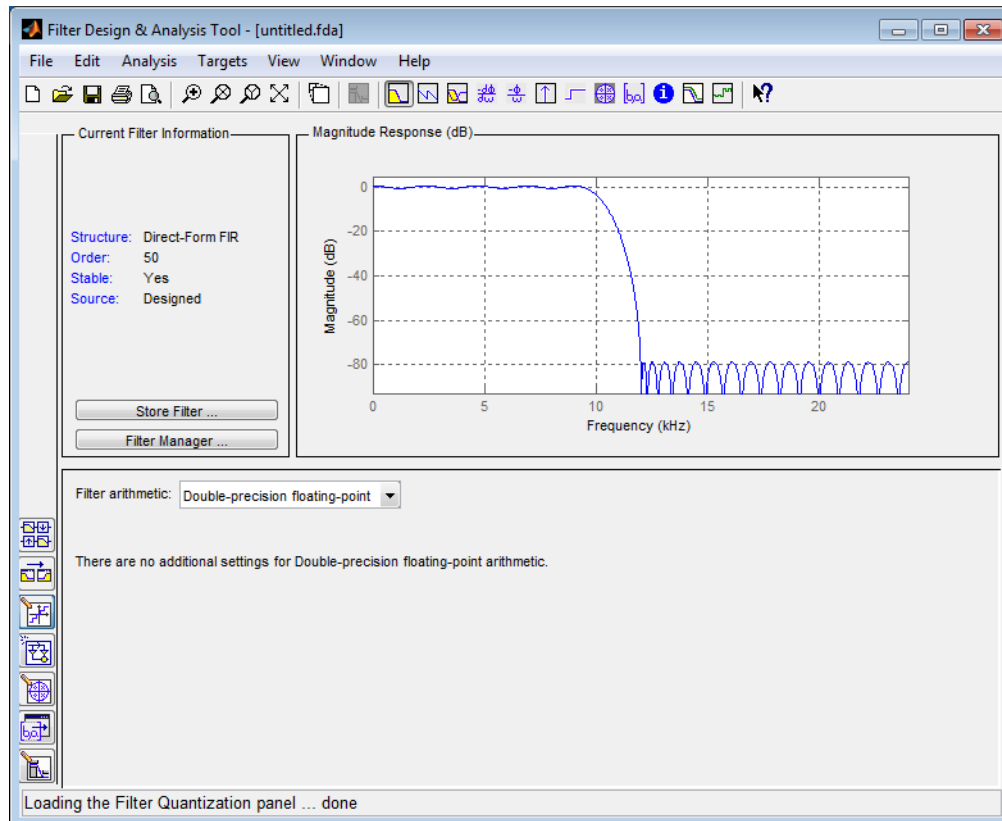 Filter Design & Analysis Tool - [untitled.fda]
File Edit Analysis Targets View Window Help
Current Filter Information
Structure: Direct-Form FIR
Order: 50
Stable: Yes
Source: Designed
Store Filter ...
Filter Manager ...
Magnitude Response (dB)
Magnitude (dB)
0
-20
-40
-60
-80
0 5 10 15 20
Frequency (kHz)
Filter arithmetic: Double-precision floating-point
There are no additional settings for Double-precision floating-point arithmetic.
Loading the Filter Quantization panel ... done